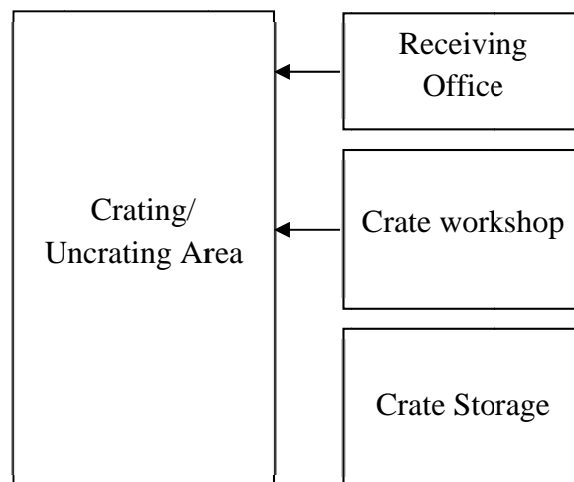 Receiving
Office
Crating/
Uncrating Area
Crate workshop
Crate Storage